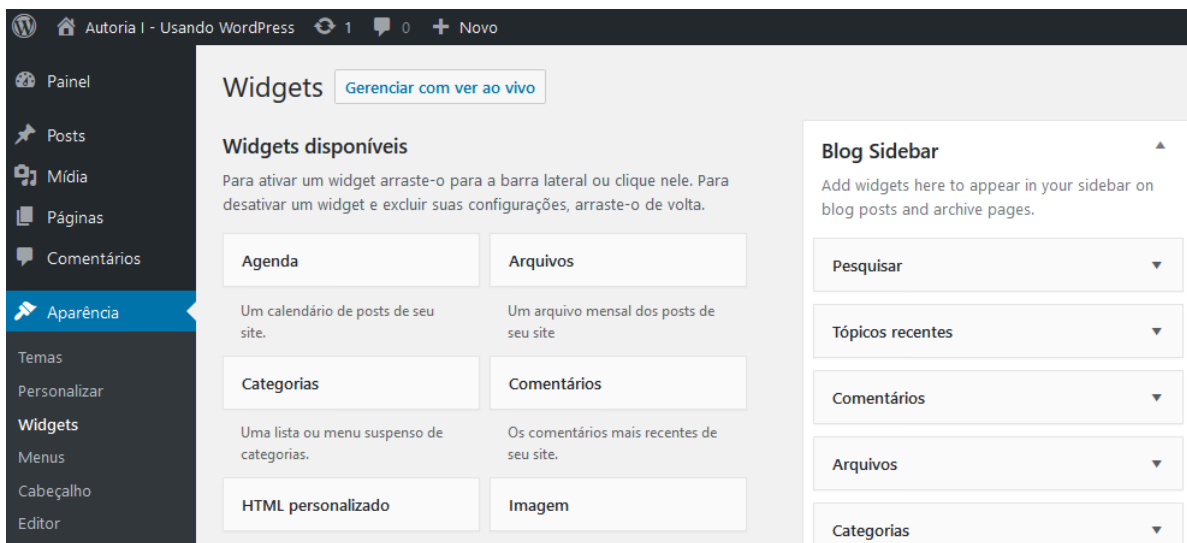 Autoria I - Usando WordPress 1 0 Novo
Painel
Posts
Mídia
Páginas
Comentários
Aparência
Temas
Personalizar
Widgets
Menus
Cabeçalho
Editor
Widgets Gerenciar com ver ao vivo
Widgets disponíveis
Para ativar um widget arraste-o para a barra lateral ou clique nele. Para
desativar um widget e excluir suas configurações, arraste-o de volta.
Agenda
Um calendário de posts de seu
site.
Arquivos
Um arquivo mensal dos posts de
seu site
Categorias
Uma lista ou menu suspenso de
categorias.
Comentários
Os comentários mais recentes de
seu site.
HTML personalizado
Imagem
Blog Sidebar
Add widgets here to appear in your sidebar on
blog posts and archive pages.
Pesquisar
Tópicos recentes
Comentários
Arquivos
Categorias